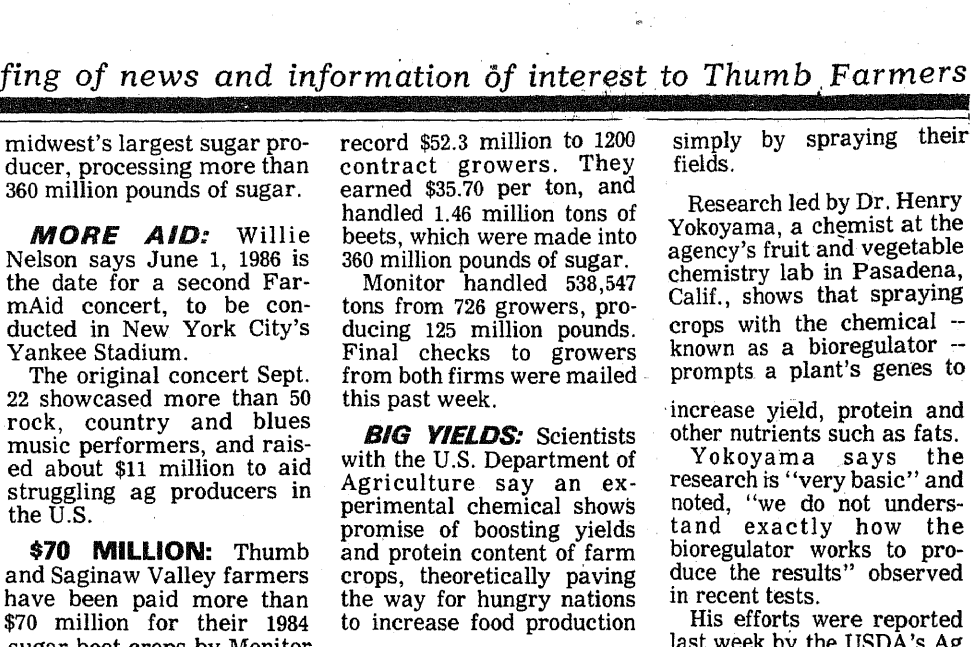 fing of news and information of interest to Thumb Farmers
midwest's largest sugar pro-
ducer, processing more than
360 million pounds of sugar.
MORE AID: Willie
Nelson says June 1, 1986 is
the date for a second Far-
mAid concert, to be con-
ducted in New York City's
Yankee Stadium.
The original concert Sept.
22 showcased more than 50
rock, country and blues
music performers, and rais-
ed about $11 million to aid
struggling ag producers in
the U.S.
$70 MILLION: Thumb
and Saginaw Valley farmers
have been paid more than
$70 million for their 1984
sugar beet crops by Monitor
record $52.3 million to 1200
contract growers. They
earned $35.70 per ton, and
handled 1.46 million tons of
beets, which were made into
360 million pounds of sugar.
Monitor handled 538,547
tons from 726 growers, pro-
ducing 125 million pounds.
Final checks to growers
from both firms were mailed
this past week.
BIG YIELDS: Scientists
with the U.S. Department of
Agriculture say an ex-
perimental chemical shows
promise of boosting yields
and protein content of farm
crops, theoretically paving
the way for hungry nations
to increase food production
simply by spraying their
fields.
Research led by Dr. Henry
Yokoyama, a chemist at the
agency's fruit and vegetable
chemistry lab in Pasadena,
Calif., shows that spraying
crops with the chemical --
known as a bioregulator --
prompts a plant's genes to
increase yield, protein and
other nutrients such as fats.
Yokoyama says the
research is "very basic" and
noted, "we do not unders-
tand exactly how the
bioregulator works to pro-
duce the results" observed
in recent tests.
His efforts were reported
last week by the USDA's Ag